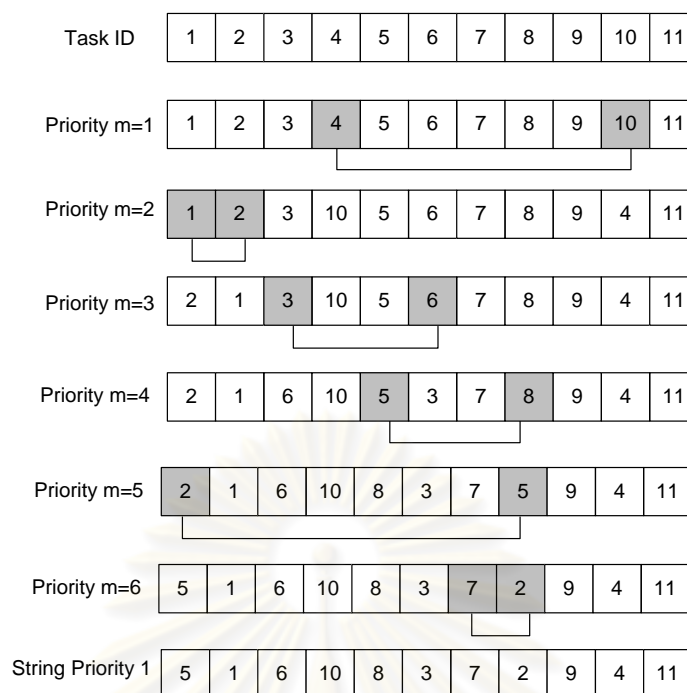 Task ID 1 2 3 4 5 6 7 8 9 10 11
Priority m=1 1 2 3 4 5 6 7 8 9 10 11
Priority m=2 1 2 3 10 5 6 7 8 9 4 11
Priority m=3 2 1 3 10 5 6 7 8 9 4 11
Priority m=4 2 1 6 10 5 3 7 8 9 4 11
Priority m=5 2 1 6 10 8 3 7 5 9 4 11
Priority m=6 5 1 6 10 8 3 7 2 9 4 11
String Priority 1 5 1 6 10 8 3 7 2 9 4 11